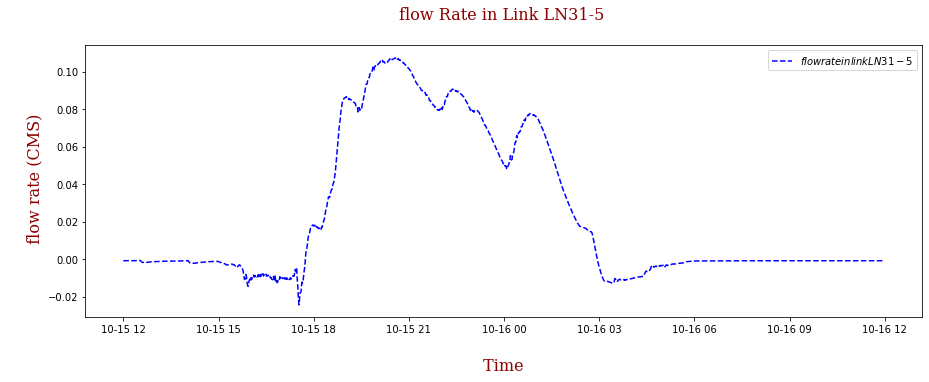 flow Rate in Link LN31-5
flowrateinlinkLN31 − 5
flow rate (CMS)
0.10
0.08
0.06
0.04
0.02
0.00
−0.02
10-15 12 10-15 15 10-15 18 10-15 21 10-16 00 10-16 03 10-16 06 10-16 09 10-16 12
Time